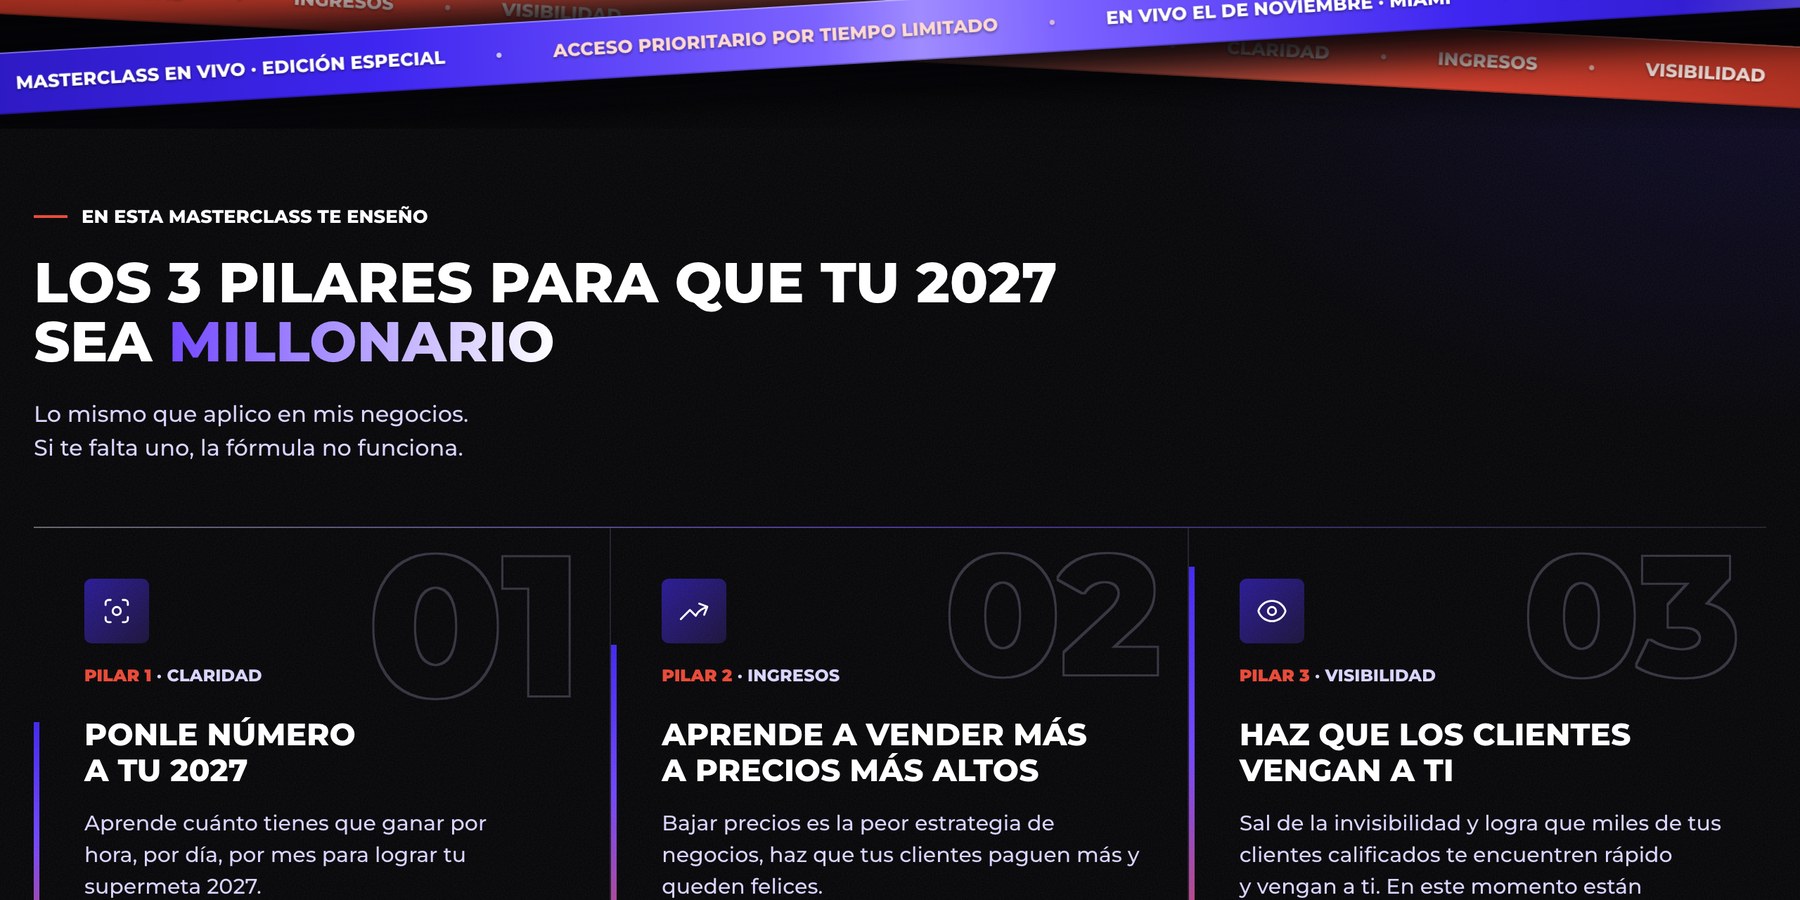 INGRESOS • VISIBILIDAD
MASTERCLASS EN VIVO · EDICIÓN ESPECIAL • ACCESO PRIORITARIO POR TIEMPO LIMITADO • EN VIVO EL DE NOVIEMBRE · MIAMI
CLARIDAD • INGRESOS • VISIBILIDAD
EN ESTA MASTERCLASS TE ENSEÑO
LOS 3 PILARES PARA QUE TU 2027
SEA MILLONARIO
Lo mismo que aplico en mis negocios.
Si te falta uno, la fórmula no funciona.
01
PILAR 1 · CLARIDAD
PONLE NÚMERO
A TU 2027
Aprende cuánto tienes que ganar por
hora, por día, por mes para lograr tu
supermeta 2027.
02
PILAR 2 · INGRESOS
APRENDE A VENDER MÁS
A PRECIOS MÁS ALTOS
Bajar precios es la peor estrategia de
negocios, haz que tus clientes paguen más y
queden felices.
03
PILAR 3 · VISIBILIDAD
HAZ QUE LOS CLIENTES
VENGAN A TI
Sal de la invisibilidad y logra que miles de tus
clientes calificados te encuentren rápido
y vengan a ti. En este momento están